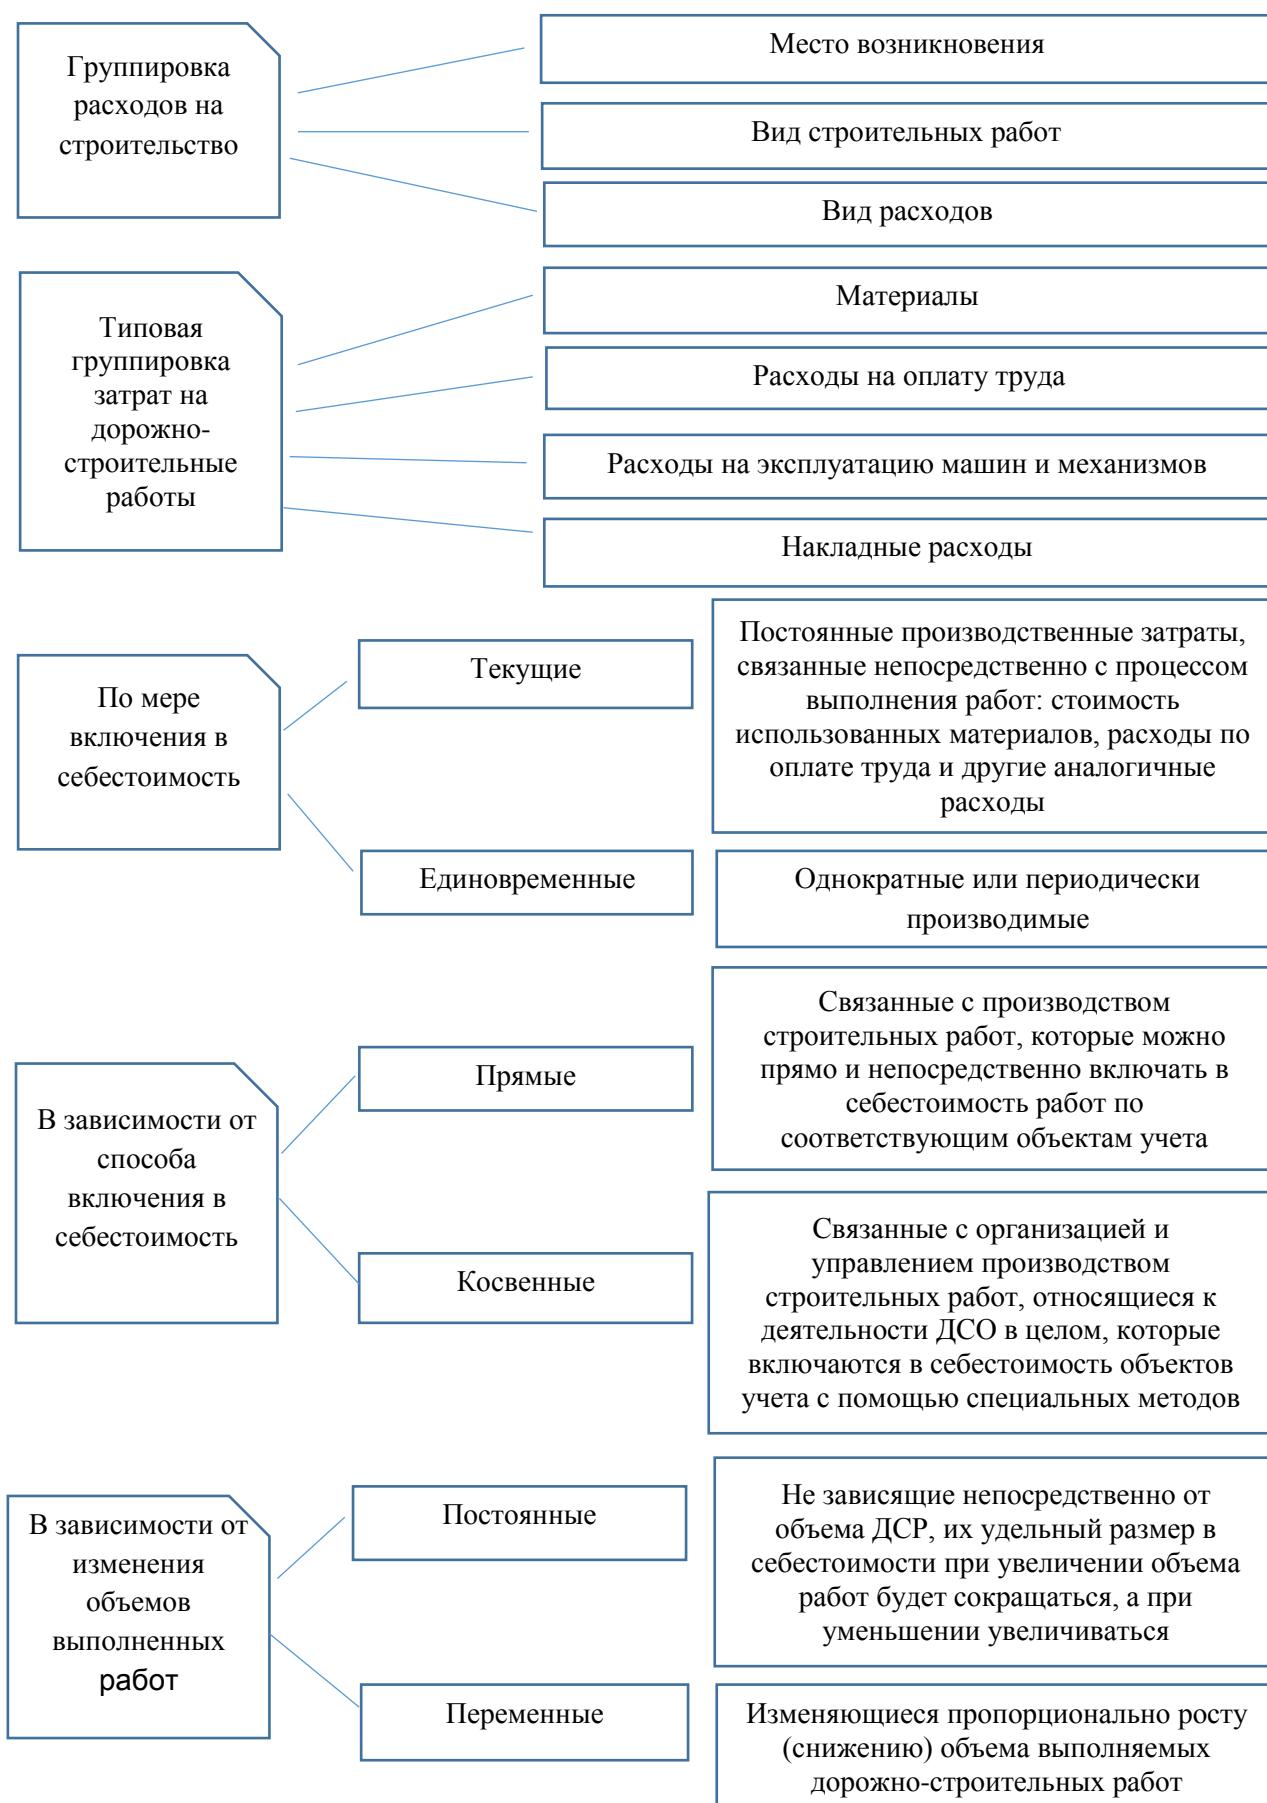 Группировка
расходов на
строительство
Место возникновения
Вид строительных работ
Вид расходов
Типовая
группировка
затрат на
дорожно-
строительные
работы
Материалы
Расходы на оплату труда
Расходы на эксплуатацию машин и механизмов
Накладные расходы
По мере
включения в
себестоимость
Текущие
Постоянные производственные затраты,
связанные непосредственно с процессом
выполнения работ: стоимость
использованных материалов, расходы по
оплате труда и другие аналогичные
расходы
Единовременные
Однократные или периодически
производимые
В зависимости от
способа
включения в
себестоимость
Прямые
Связанные с производством
строительных работ, которые можно
прямо и непосредственно включать в
себестоимость работ по
соответствующим объектам учета
Косвенные
Связанные с организацией и
управлением производством
строительных работ, относящиеся к
деятельности ДСО в целом, которые
включаются в себестоимость объектов
учета с помощью специальных методов
В зависимости от
изменения
объемов
выполненных
работ
Постоянные
Не зависящие непосредственно от
объема ДСР, их удельный размер в
себестоимости при увеличении объема
работ будет сокращаться, а при
уменьшении увеличиваться
Переменные
Изменяющиеся пропорционально росту
(снижению) объема выполняемых
дорожно-строительных работ